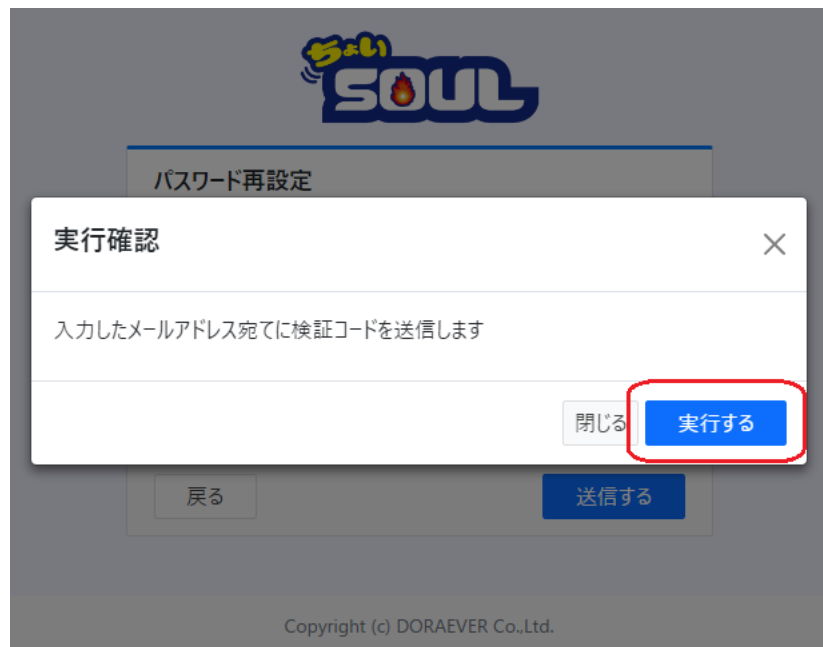 ちょい
SOUL
パスワード再設定
実行確認
入力したメールアドレス宛てに検証コードを送信します
閉じる
実行する
戻る
送信する
Copyright (c) DORAEVER Co.,Ltd.